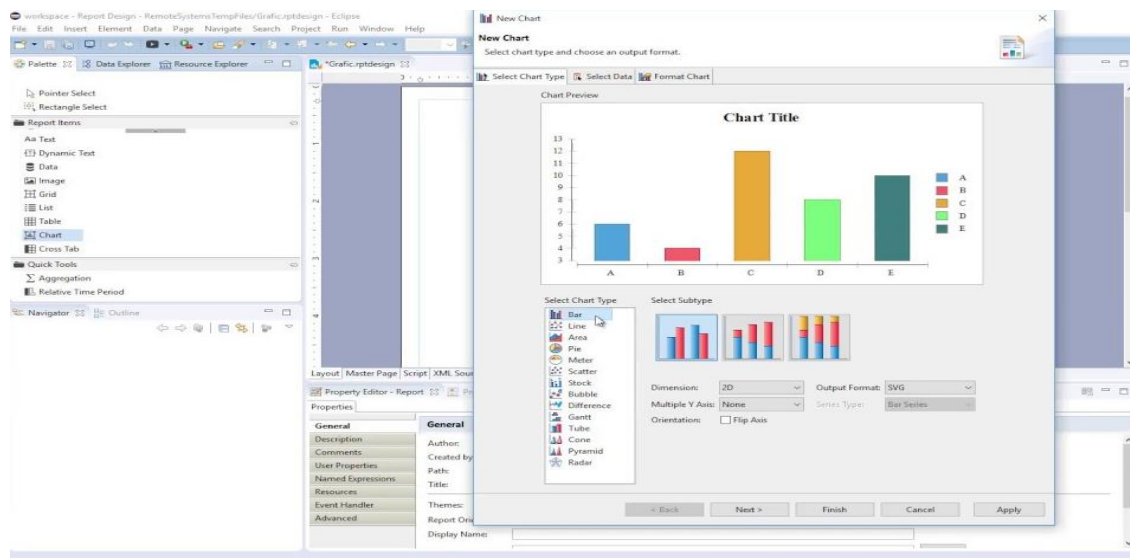 workspace - Report Design - RemoteSystemsTempFiles/Grafic.rptdesign - Eclipse
File Edit Insert Element Data Page Navigate Search Project Run Window Help
Palette Data Explorer Resource Explorer
Pointer Select
Rectangle Select
Report Items
Aa Text
Dynamic Text
Data
Image
Grid
List
Table
Chart
Cross Tab
Quick Tools
Aggregation
Relative Time Period
Navigator Outline
*Grafic.rptdesign
Layout Master Page Script XML Sour
Property Editor - Report
Properties
General
Description
Comments
User Properties
Named Expressions
Resources
Event Handler
Advanced
General
Author:
Created by
Path:
Title:
Themes:
Report Orie
Display Name:
New Chart
New Chart
Select chart type and choose an output format.
Select Chart Type Select Data Format Chart
Chart Preview
Chart Title
13
12
11
10
9
8
7
6
5
4
3
A B C D E
A
B
C
D
E
Select Chart Type
Bar
Line
Area
Pie
Meter
Scatter
Stock
Bubble
Difference
Gantt
Tube
Cone
Pyramid
Radar
Select Subtype
Dimension: 2D Output Format: SVG
Multiple Y Axis: None Series Type: Bar Series
Orientation: Flip Axis
< Back Next > Finish Cancel Apply